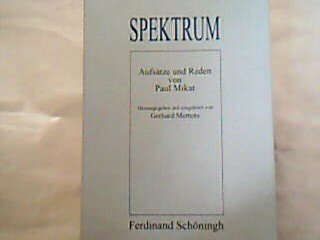 SPEKTRUM
Aufsätze und Reden
von
Paul Mikat
Herausgegeben und eingeleitet von
Gerhard Mertens
Ferdinand Schöningh